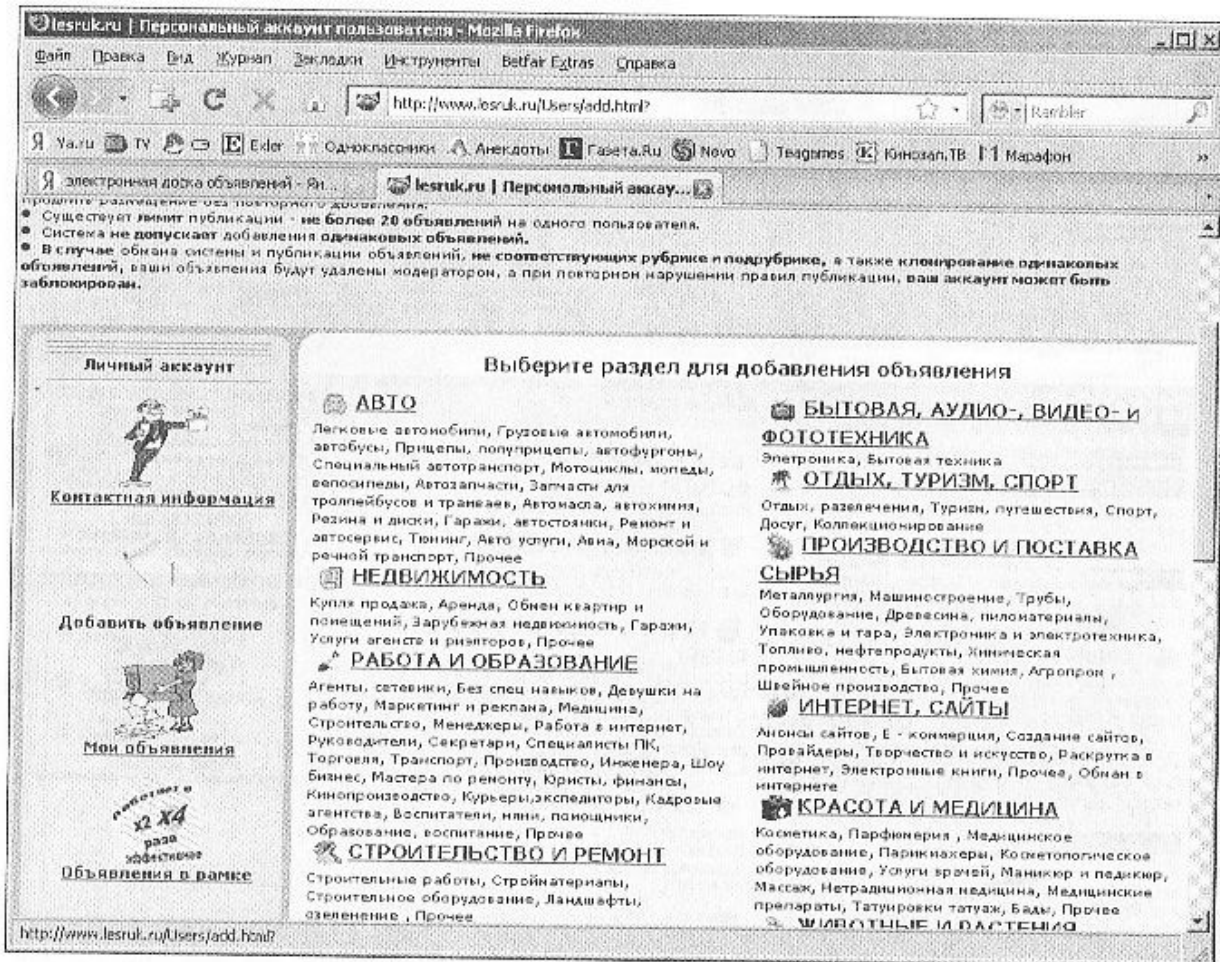 lesruk.ru | Персональный аккаунт пользователя - Mozilla Firefox
Файл Правка Вид Журнал Закладки Инструменты Betfair Extras Справка
http://www.lesruk.ru/Users/add.html?
Rambler
Ya.ru TV Exler Одноклассники Анекдоты Газета.Ru Novo Teagames Кинозал.ТВ Марафон »
электронная доска объявлений - Ян...
lesruk.ru | Персональный аккау...
продлить размещение без повторного добавления.
• Существует лимит публикации - не более 20 объявлений на одного пользователя.
• Система не допускает добавления одинаковых объявлений.
• В случае обмана системы и публикации объявлений, не соответствующих рубрике и подрубрике, а также клонирование одинаковых
объявлений, ваши объявления будут удалены модератором, а при повторном нарушении правил публикации, ваш аккаунт может быть
заблокирован.
Личный аккаунт
Контактная информация
Добавить объявление
Мои объявления
работает в
x2 X4
раза
эффективнее
Объявления в рамке
Выберите раздел для добавления объявления
АВТО
Легковые автомобили, Грузовые автомобили,
автобусы, Прицепы, полуприцепы, автофургоны,
Специальный автотранспорт, Мотоциклы, мопеды,
велосипеды, Автозапчасти, Запчасти для
троллейбусов и трамваев, Автомасла, автохимия,
Резина и диски, Гаражи, автостоянки, Ремонт и
автосервис, Тюнинг, Авто услуги, Авиа, Морской и
речной транспорт, Прочее
НЕДВИЖИМОСТЬ
Купля продажа, Аренда, Обмен квартир и
помещений, Зарубежная недвижимость, Гаражи,
Услуги агенств и риэлторов, Прочее
РАБОТА И ОБРАЗОВАНИЕ
Агенты, сетевики, Без спец навыков, Девушки на
работу, Маркетинг и реклама, Медицина,
Строительство, Менеджеры, Работа в интернет,
Руководители, Секретари, Специалисты ПК,
Торговля, Транспорт, Производство, Инженера, Шоу
Бизнес, Мастера по ремонту, Юристы, финансы,
Кинопроизводство, Курьеры,экспедиторы, Кадровые
агентства, Воспитатели, няни, помощники,
Образование, воспитание, Прочее
СТРОИТЕЛЬСТВО И РЕМОНТ
Строительные работы, Стройматериалы,
Строительное оборудование, Ландшафты,
озеленение , Прочее
БЫТОВАЯ, АУДИО-, ВИДЕО- и
ФОТОТЕХНИКА
Элетроника, Бытовая техника
ОТДЫХ, ТУРИЗМ, СПОРТ
Отдых, развлечения, Туризм, путешествия, Спорт,
Досуг, Коллекционирование
ПРОИЗВОДСТВО И ПОСТАВКА
СЫРЬЯ
Металлургия, Машиностроение, Трубы,
Оборудование, Древесина, пиломатериалы,
Упаковка и тара, Электроника и электротехника,
Топливо, нефтепродукты, Химическая
промышленность, Бытовая химия, Агропром ,
Швейное производство, Прочее
ИНТЕРНЕТ, САЙТЫ
Анонсы сайтов, Е - коммерция, Создание сайтов,
Провайдеры, Творчество и искусство, Раскрутка в
интернет, Электронные книги, Прочее, Обман в
интернете
КРАСОТА И МЕДИЦИНА
Косметика, Парфюмерия , Медицинское
оборудование, Парикмахеры, Косметологическое
оборудование, Услуги врачей, Маникюр и педикюр,
Массаж, Нетрадиционная медицина, Медицинские
препараты, Татуировки татуаж, Бады, Прочее
ЖИВОТНЫЕ И РАСТЕНИЯ
http://www.lesruk.ru/Users/add.html?